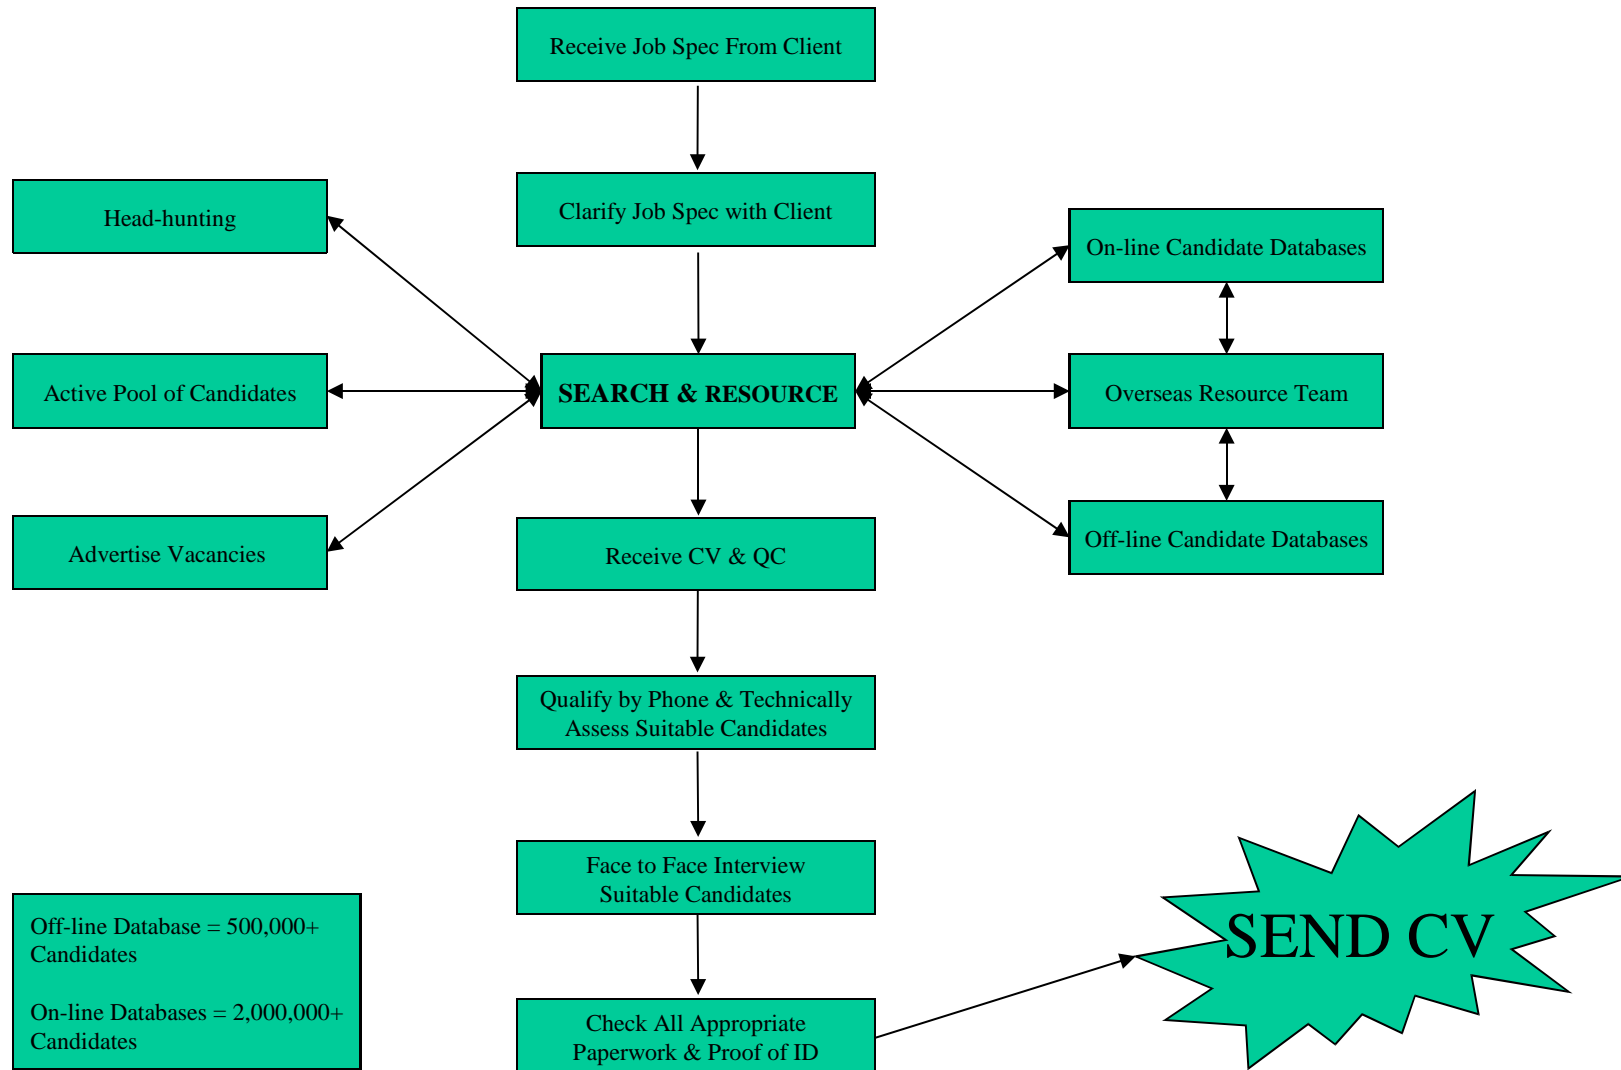 Receive Job Spec From Client
Clarify Job Spec with Client
Head-hunting
On-line Candidate Databases
Active Pool of Candidates
SEARCH & RESOURCE
Overseas Resource Team
Advertise Vacancies
Receive CV & QC
Off-line Candidate Databases
Qualify by Phone & Technically
Assess Suitable Candidates
Face to Face Interview
Suitable Candidates
Off-line Database = 500,000+
Candidates
On-line Databases = 2,000,000+
Candidates
SEND CV
Check All Appropriate
Paperwork & Proof of ID